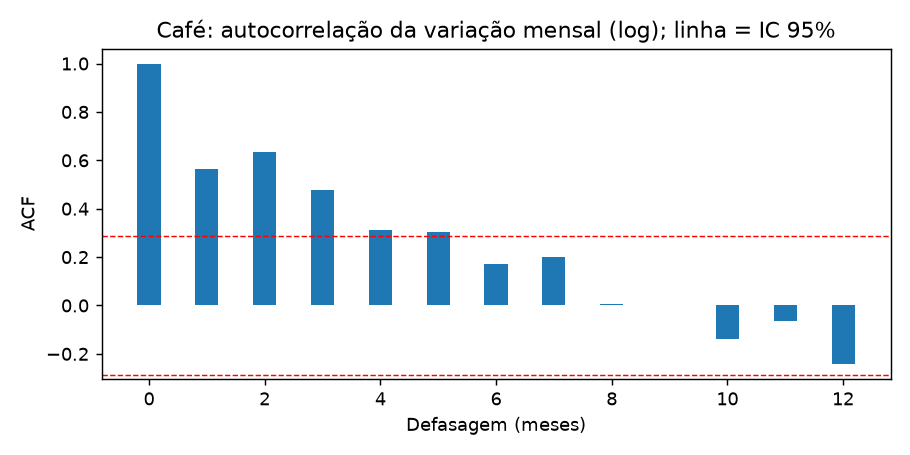 Café: autocorrelação da variação mensal (log); linha = IC 95%
1.0
0.8
0.6
0.4
0.2
0.0
−0.2
ACF
0 2 4 6 8 10 12
Defasagem (meses)